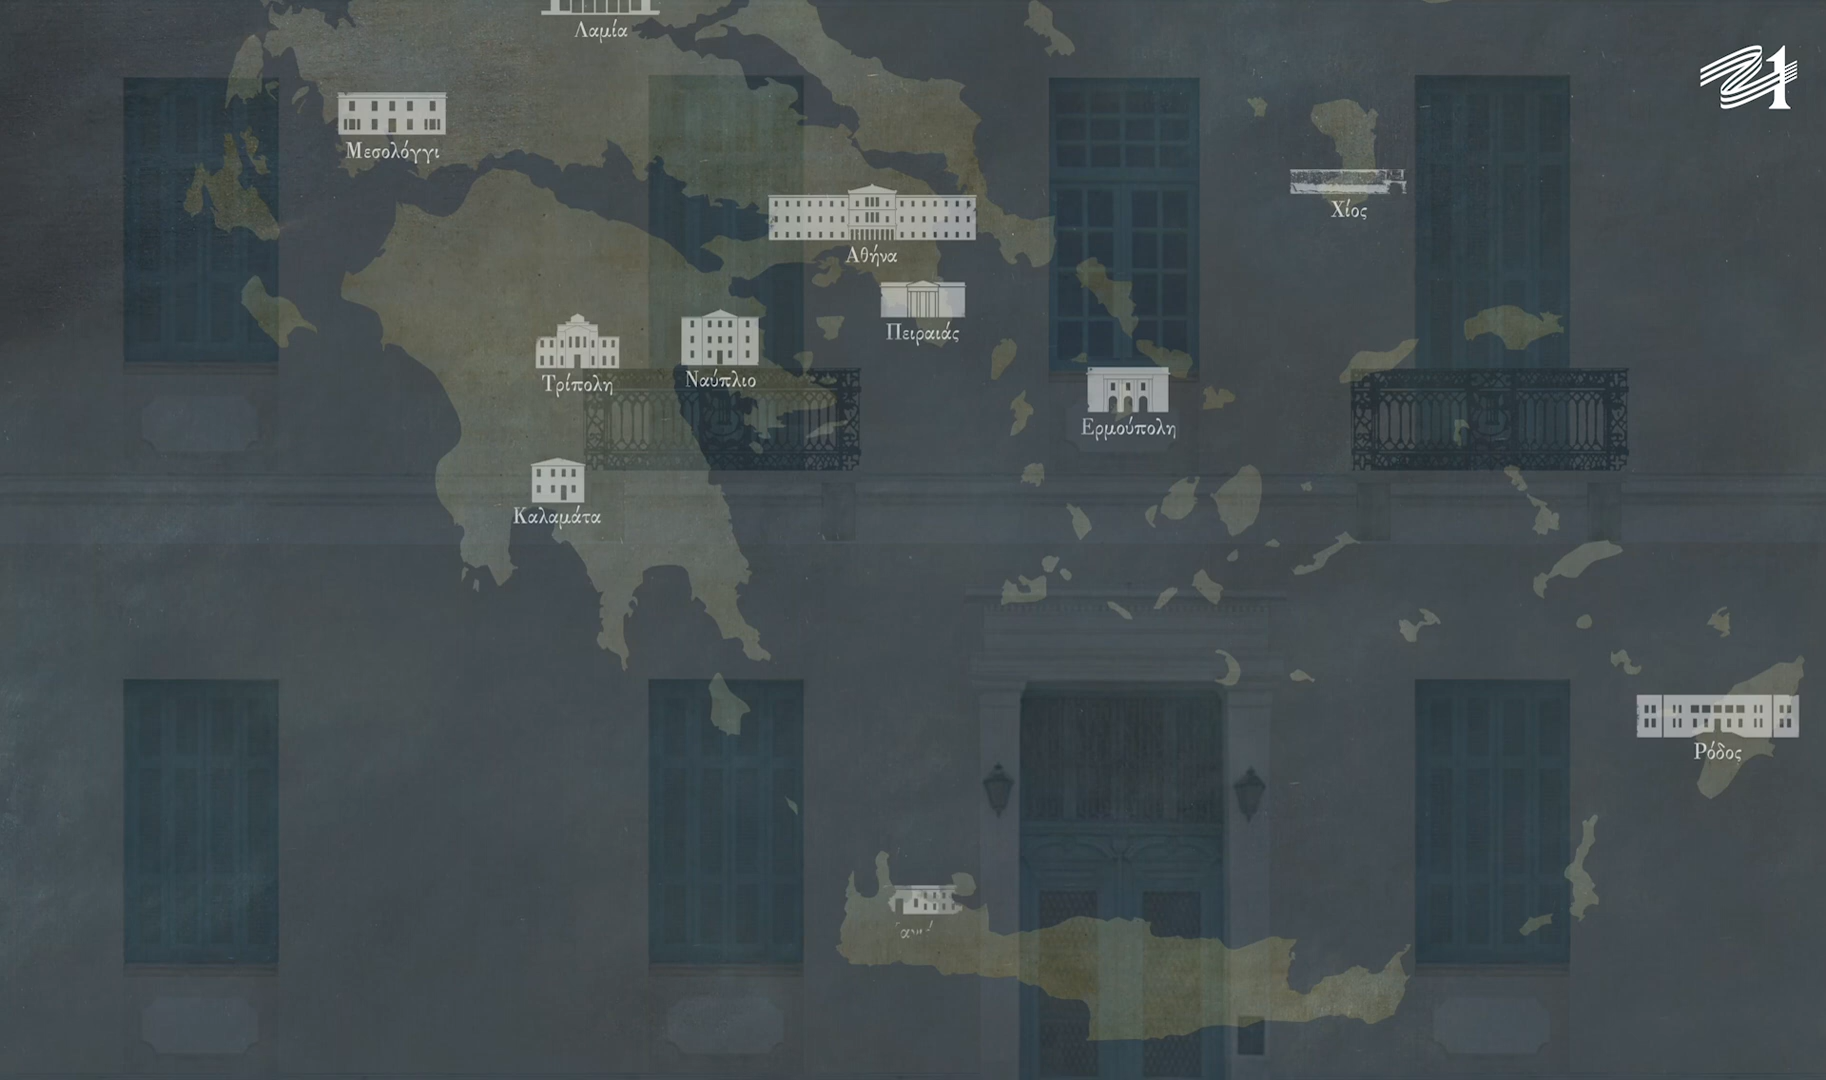 Λαμία
Μεσολόγγι
Χίος
Αθήνα
Πειραιάς
Τρίπολη
Ναύπλιο
Ερμούπολη
Καλαμάτα
Ρόδος